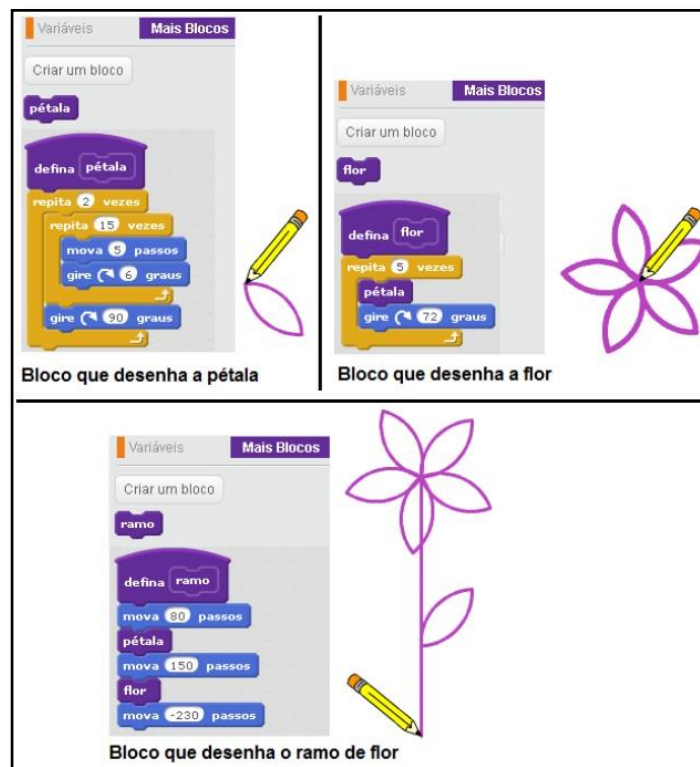 Variáveis Mais Blocos
Criar um bloco
pétala
defina pétala
repita 2 vezes
repita 15 vezes
mova 5 passos
gire 6 graus
gire 90 graus
Bloco que desenha a pétala
Variáveis Mais Blocos
Criar um bloco
flor
defina flor
repita 5 vezes
pétala
gire 72 graus
Bloco que desenha a flor
Variáveis Mais Blocos
Criar um bloco
ramo
defina ramo
mova 80 passos
pétala
mova 150 passos
flor
mova -230 passos
Bloco que desenha o ramo de flor